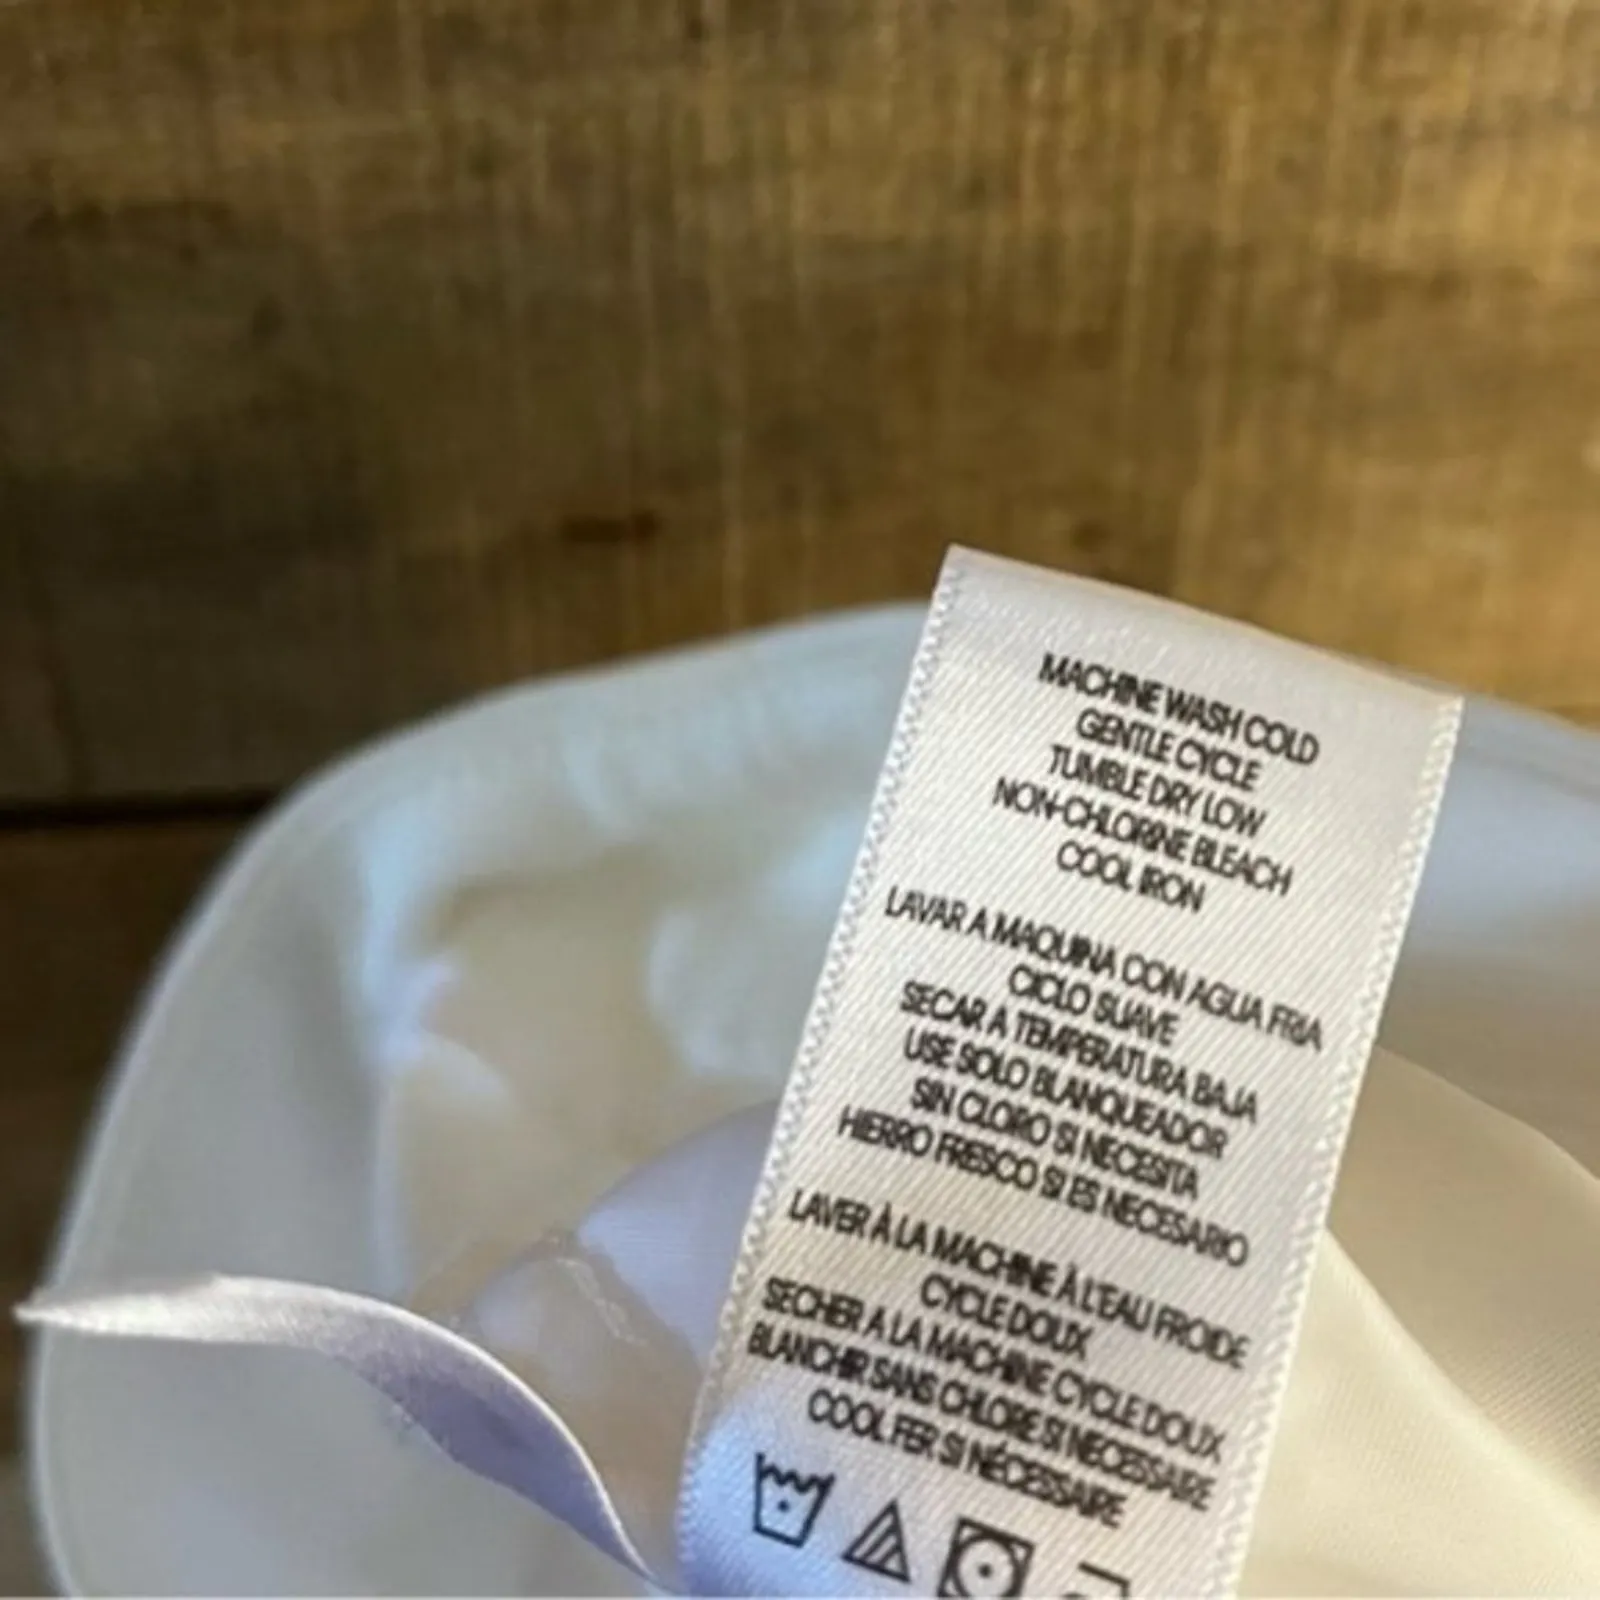 MACHINE WASH COLD
GENTLE CYCLE
TUMBLE DRY LOW
NON-CHLORINE BLEACH
COOL IRON
LAVAR A MAQUINA CON AGUA FRIA
CICLO SUAVE
SECAR A TEMPERATURA BAJA
USE SOLO BLANQUEADOR
SIN CLORO SI NECESITA
HIERRO FRESCO SI ES NECESARIO
LAVER À LA MACHINE À L'EAU FROIDE
CYCLE DOUX
SECHER A LA MACHINE CYCLE DOUX
BLANCHIR SANS CHLORE SI NECESSAIRE
COOL FER SI NÉCESSAIRE